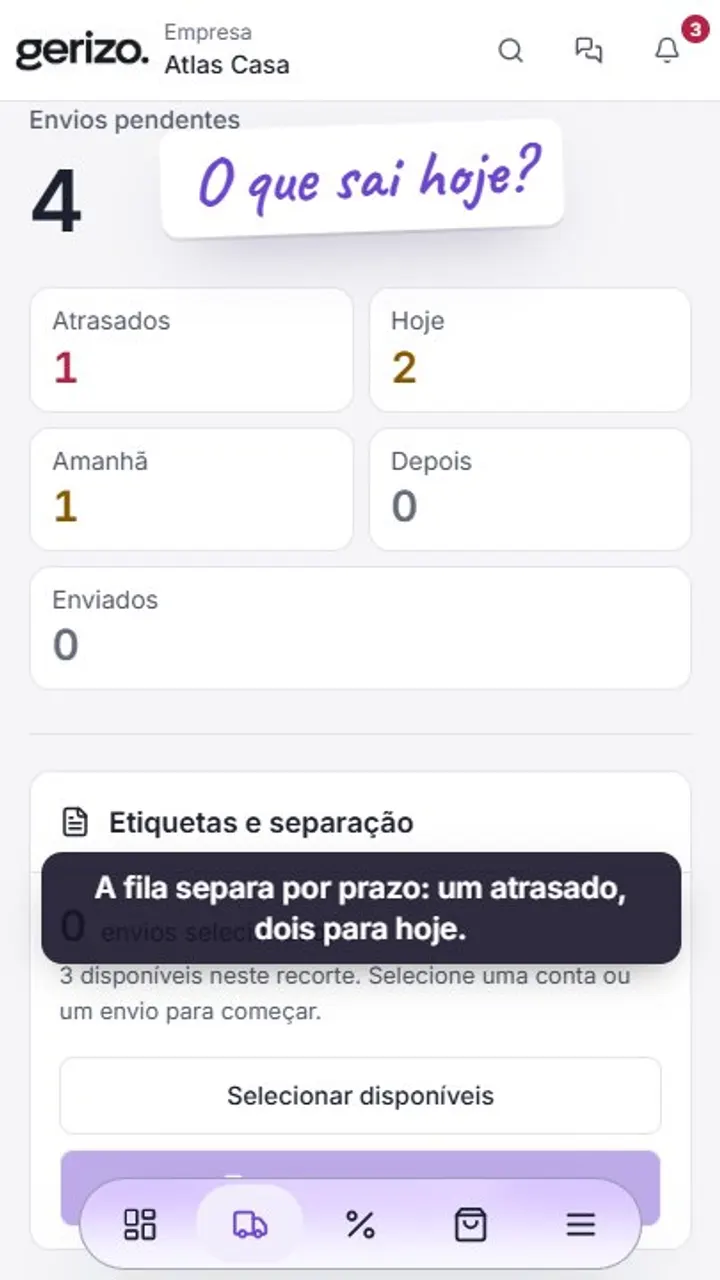 gerizo.
Empresa
Atlas Casa
3
Envios pendentes
4
O que sai hoje?
Atrasados
1
Hoje
2
Amanhã
1
Depois
0
Enviados
0
Etiquetas e separação
A fila separa por prazo: um atrasado,
dois para hoje.
0 envios
3 disponíveis neste recorte. Selecione uma conta ou
um envio para começar.
Selecionar disponíveis